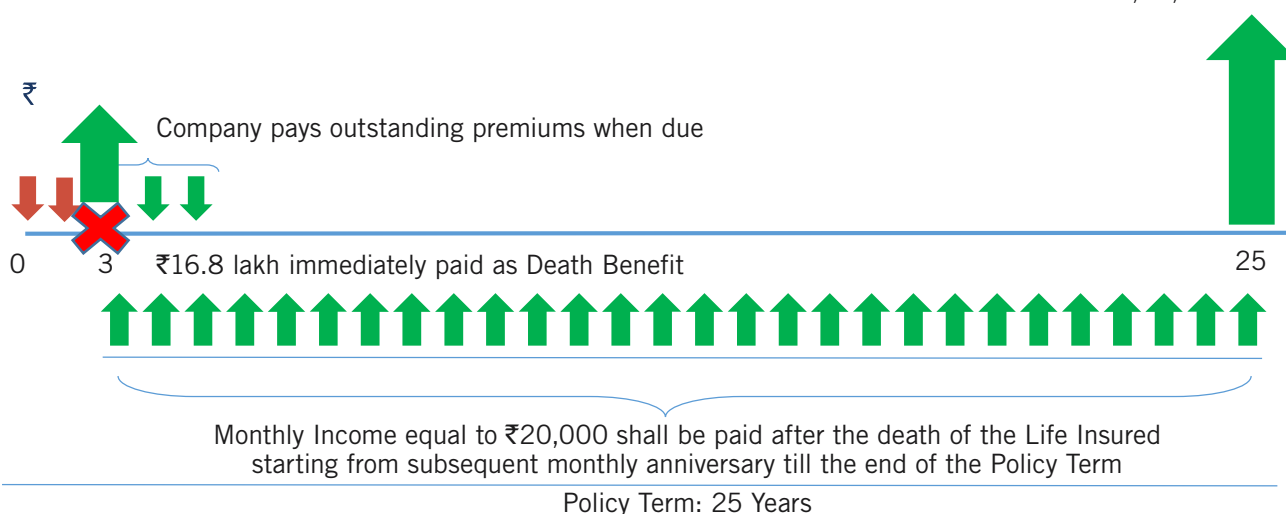 ₹
Company pays outstanding premiums when due
0 3 ₹16.8 lakh immediately paid as Death Benefit 25
Monthly Income equal to ₹20,000 shall be paid after the death of the Life Insured
starting from subsequent monthly anniversary till the end of the Policy Term
Policy Term: 25 Years